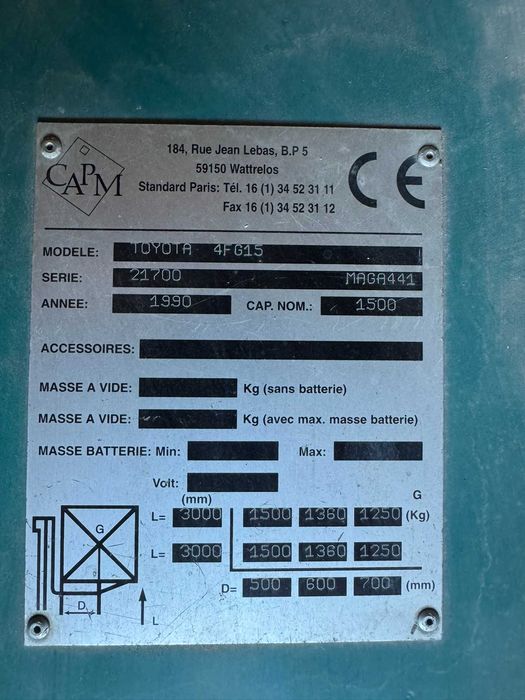 CAPM
184, Rue Jean Lebas, B.P 5
59150 Wattrelos
Standard Paris: Tél. 16 (1) 34 52 31 11
Fax 16 (1) 34 52 31 12
CE
MODELE: TOYOTA 4FG15
SERIE: 21700 MAGA441
ANNEE: 1990 CAP. NOM.: 1500
ACCESSOIRES:
MASSE A VIDE: Kg (sans batterie)
MASSE A VIDE: Kg (avec max. masse batterie)
MASSE BATTERIE: Min: Max:
Volt:
(mm) G
L= 3000 1500 1360 1250 (Kg)
L= 3000 1500 1360 1250
D= 500 600 700 (mm)
G
D
L